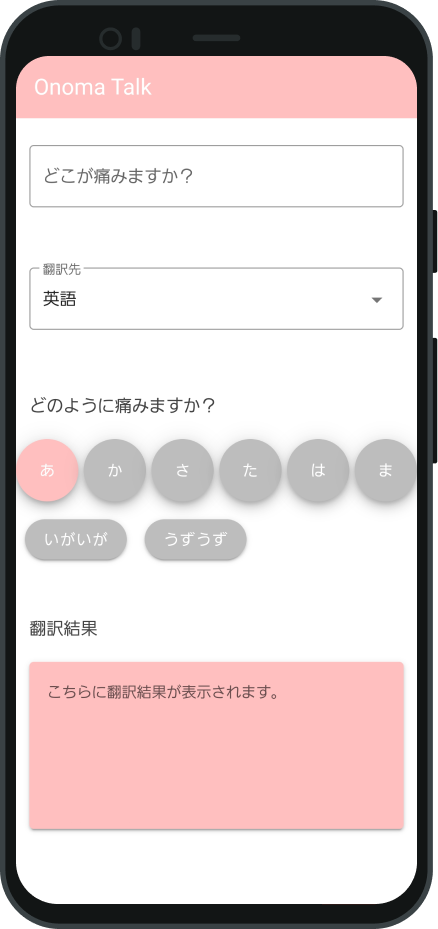 Onoma Talk
どこが痛みますか？
翻訳先
英語
どのように痛みますか？
あ か さ た は ま
いがいが うずうず
翻訳結果
こちらに翻訳結果が表示されます。